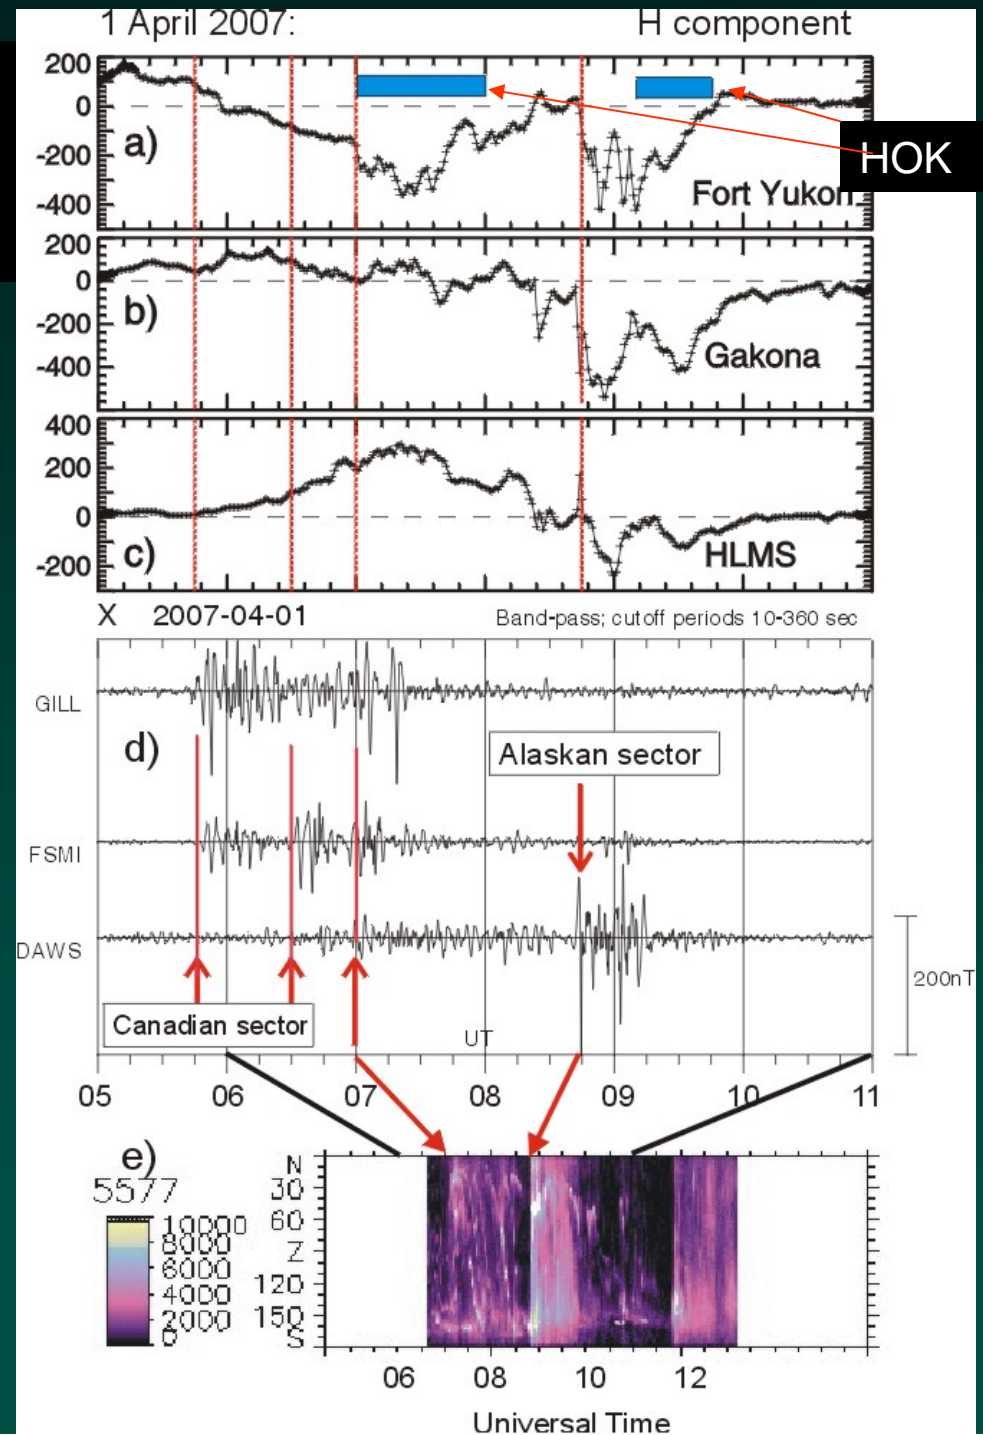 1 April 2007: H component
200
0
-200
-400
a)
HOK
Fort Yukon
200
0
-200
-400
b)
Gakona
400
200
0
-200
c)
HLMS
X 2007-04-01 Band-pass; cutoff periods 10-360 sec
GILL
d)
Alaskan sector
FSMI
DAWS
200nT
Canadian sector
UT
05 06 07 08 09 10 11
e)
5577
10000
8000
6000
4000
2000
0
N
30
60
Z
120
150
S
06 08 10 12
Universal Time